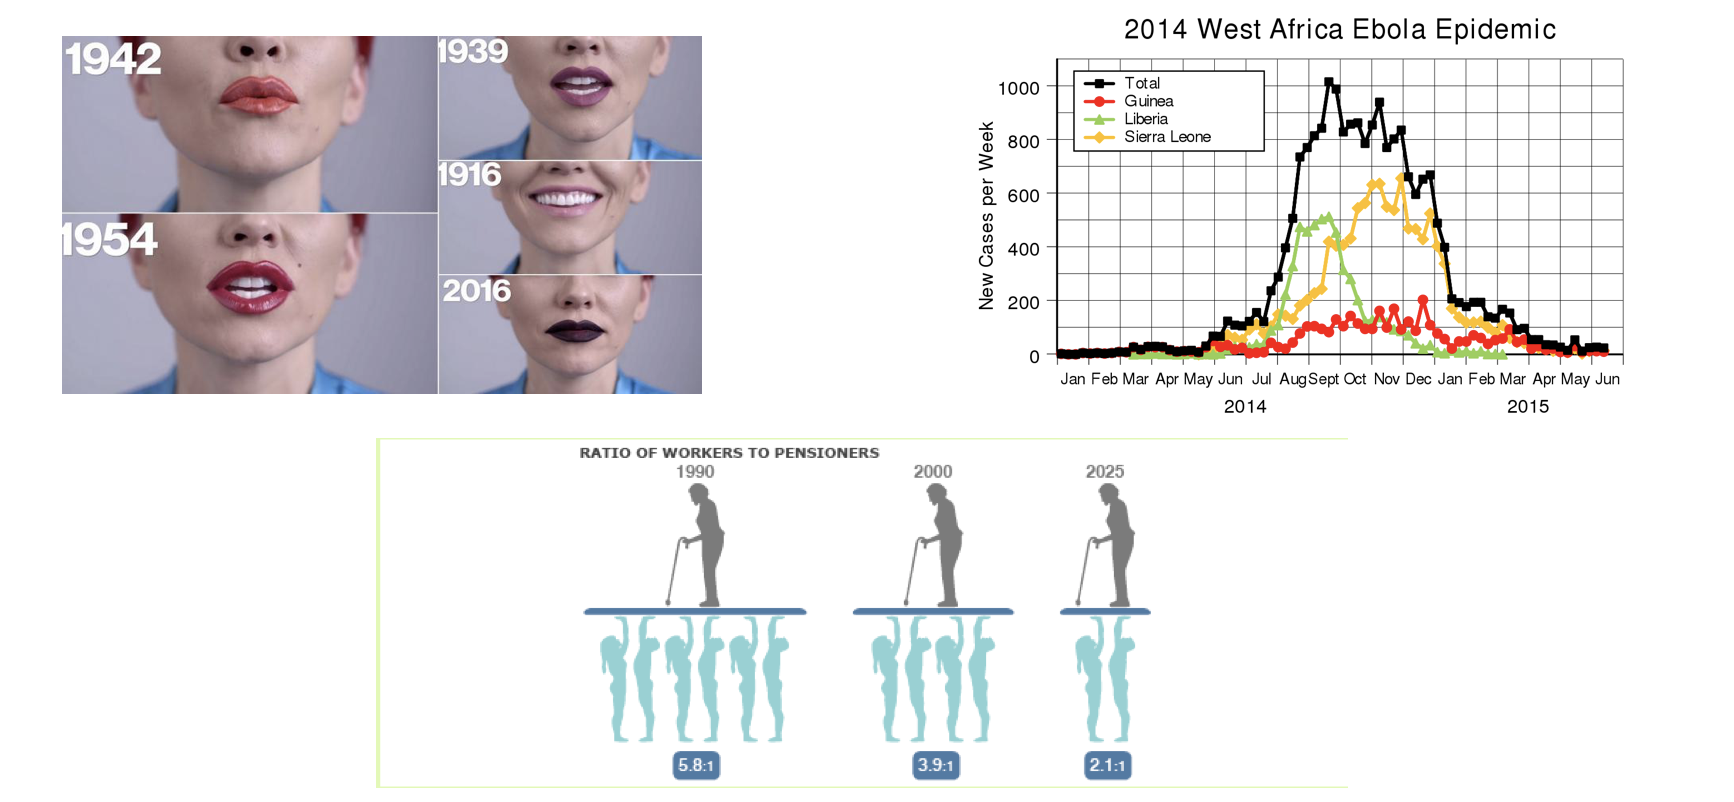 1942
1954
1939
1916
2016
2014 West Africa Ebola Epidemic
New Cases per Week
1000
800
600
400
200
0
Total
Guinea
Liberia
Sierra Leone
Jan Feb Mar Apr May Jun Jul Aug Sept Oct Nov Dec Jan Feb Mar Apr May Jun
2014 2015
RATIO OF WORKERS TO PENSIONERS
1990 2000 2025
5.8:1 3.9:1 2.1:1